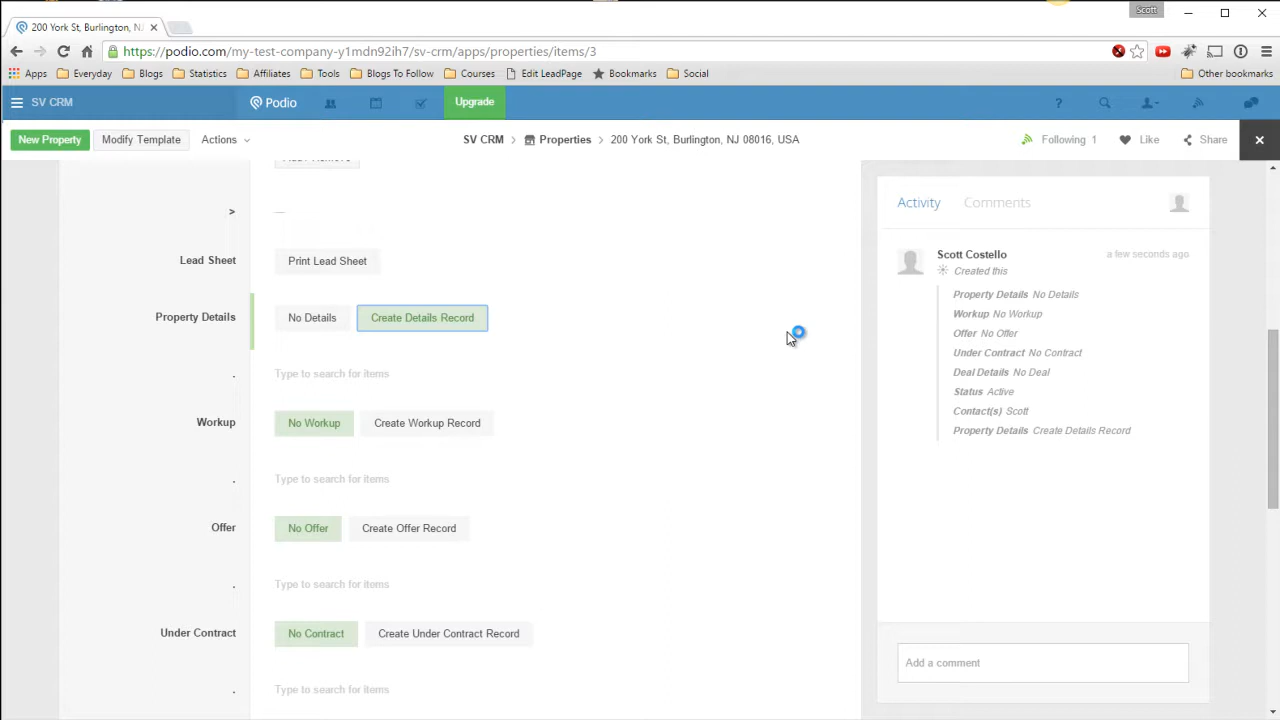 Scott
200 York St, Burlington, NJ
https://podio.com/my-test-company-y1mdn92ih7/sv-crm/apps/properties/items/3
Apps Everyday Blogs Statistics Affiliates Tools Blogs To Follow Courses Edit LeadPage Bookmarks Social Other bookmarks
SV CRM Podio Upgrade ?
New Property Modify Template Actions SV CRM > Properties > 200 York St, Burlington, NJ 08016, USA Following 1 Like Share
> —
Lead Sheet Print Lead Sheet
Property Details No Details Create Details Record
. Type to search for items
Workup No Workup Create Workup Record
. Type to search for items
Offer No Offer Create Offer Record
. Type to search for items
Under Contract No Contract Create Under Contract Record
. Type to search for items
Activity Comments
Scott Costello a few seconds ago
Created this
Property Details No Details
Workup No Workup
Offer No Offer
Under Contract No Contract
Deal Details No Deal
Status Active
Contact(s) Scott
Property Details Create Details Record
Add a comment